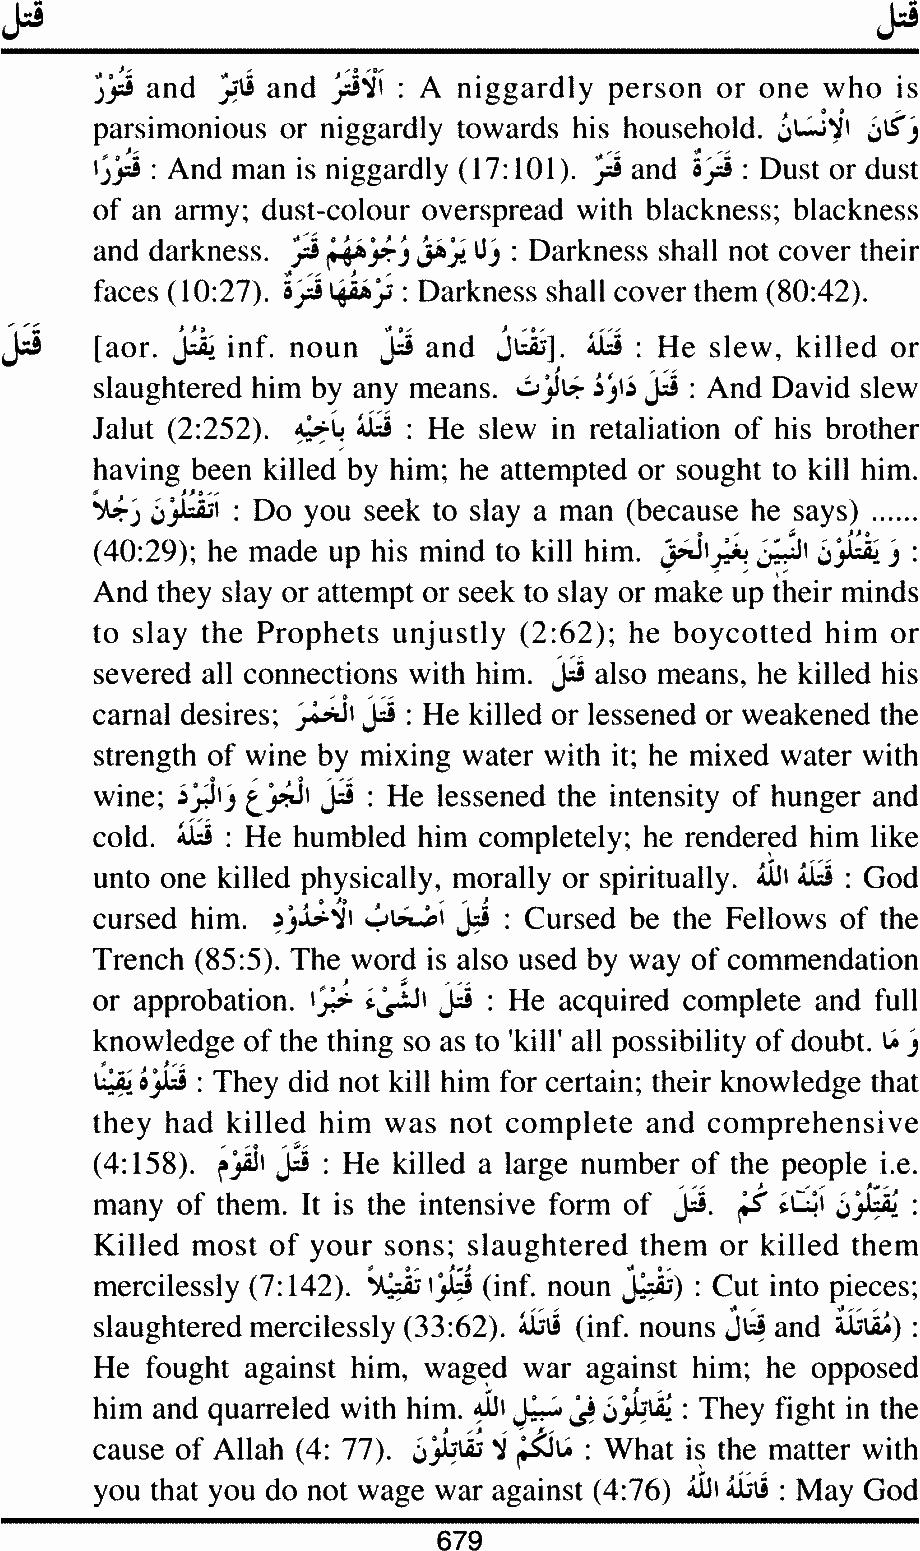 قتل قتل
قَتُوْرٌ and قَاتِرٌ and اَلْاَقْتَرُ : A niggardly person or one who is
parsimonious or niggardly towards his household. وَكَانَ الْاِنْسَانُ
قَتُوْرًا : And man is niggardly (17:101). قَتَرٌ and قَتَرَةٌ : Dust or dust
of an army; dust-colour overspread with blackness; blackness
and darkness. وَلَا يَرْهَقُ وُجُوْهَهُمْ قَتَرٌ : Darkness shall not cover their
faces (10:27). تَرْهَقُهَا قَتَرَةٌ : Darkness shall cover them (80:42).
قَتَلَ [aor. يَقْتُلُ inf. noun قَتْلٌ and تَقْتَالُ]. قَتَلَهُ : He slew, killed or
slaughtered him by any means. قَتَلَ دَاوٗدُ جَالُوْتَ : And David slew
Jalut (2:252). قَتَلَهُ بِاَخِيْهِ : He slew in retaliation of his brother
having been killed by him; he attempted or sought to kill him.
اَتَقْتُلُوْنَ رَجُلاً : Do you seek to slay a man (because he says) ......
(40:29); he made up his mind to kill him. وَ يَقْتُلُوْنَ النَّبِيّٖنَ بِغَيْرِ الْحَقِّ :
And they slay or attempt or seek to slay or make up their minds
to slay the Prophets unjustly (2:62); he boycotted him or
severed all connections with him. قَتَلَ also means, he killed his
carnal desires; قَتَلَ الْخَمْرَ : He killed or lessened or weakened the
strength of wine by mixing water with it; he mixed water with
wine; قَتَلَ الْجُوْعَ وَالْبَرْدَ : He lessened the intensity of hunger and
cold. قَتَلَهُ : He humbled him completely; he rendered him like
unto one killed physically, morally or spiritually. قَتَلَهُ اللّٰهُ : God
cursed him. قُتِلَ اَصْحَابُ الْاُخْدُوْدِ : Cursed be the Fellows of the
Trench (85:5). The word is also used by way of commendation
or approbation. قَتَلَ الشَّيْءَ خُبْرًا : He acquired complete and full
knowledge of the thing so as to 'kill' all possibility of doubt. وَ مَا
قَتَلُوْهُ يَقِيْنًا : They did not kill him for certain; their knowledge that
they had killed him was not complete and comprehensive
(4:158). قَتَّلَ الْقَوْمَ : He killed a large number of the people i.e.
many of them. It is the intensive form of قَتَلَ. يُقَتِّلُوْنَ اَبْنَآءَ كُمْ :
Killed most of your sons; slaughtered them or killed them
mercilessly (7:142). قُتِّلُوْا تَقْتِيْلاً (inf. noun تَقْتِيْلٌ) : Cut into pieces;
slaughtered mercilessly (33:62). قَاتَلَهُ (inf. nouns قِتَالٌ and مُقَاتَلَةٌ) :
He fought against him, waged war against him; he opposed
him and quarreled with him. يُقَاتِلُوْنَ فِيْ سَبِيْلِ اللّٰهِ : They fight in the
cause of Allah (4: 77). مَالَكُمْ لَا تُقَاتِلُوْنَ : What is the matter with
you that you do not wage war against (4:76) قَاتَلَهُ اللّٰهُ : May God
679